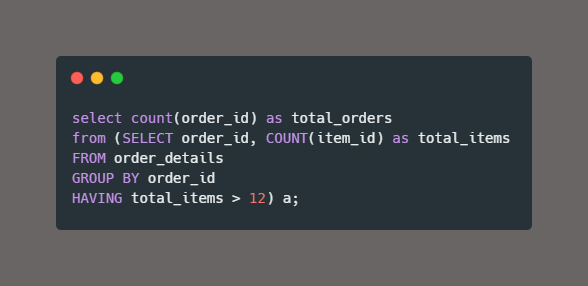 select count(order_id) as total_orders
from (SELECT order_id, COUNT(item_id) as total_items
FROM order_details
GROUP BY order_id
HAVING total_items > 12) a;